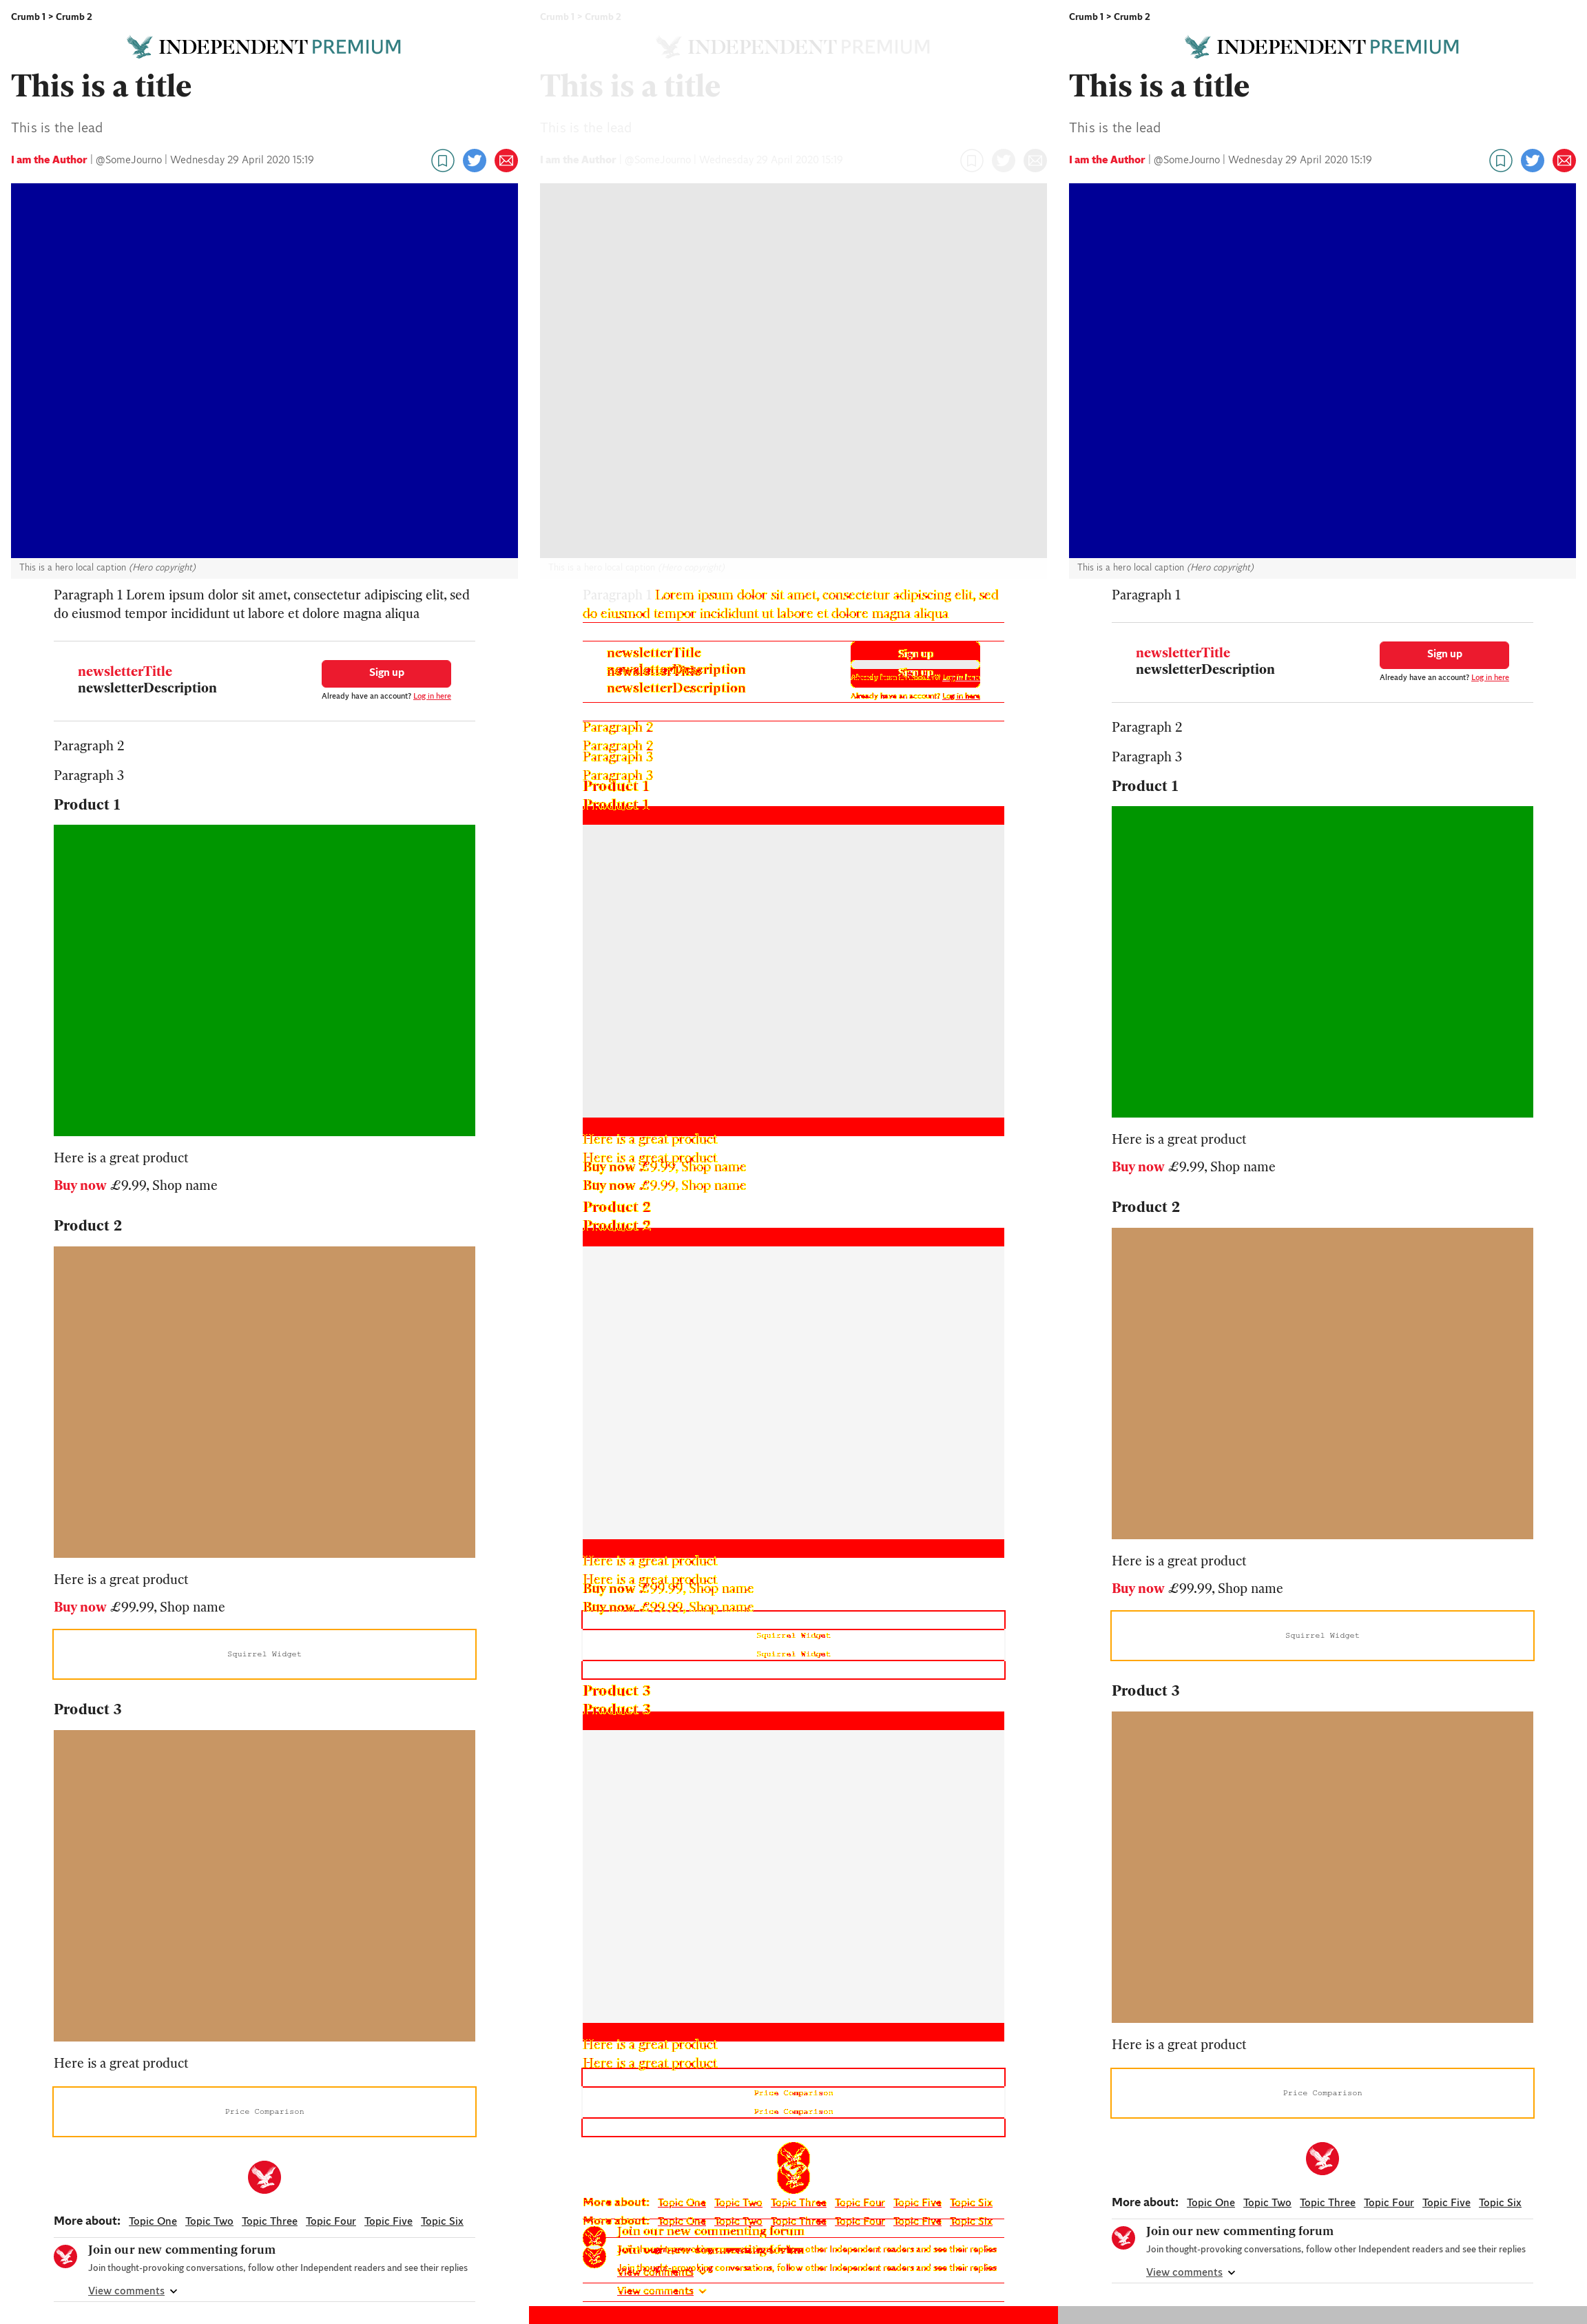 Crumb 1 > Crumb 2
INDEPENDENT PREMIUM
This is a title
This is the lead
I am the Author | @SomeJourno | Wednesday 29 April 2020 15:19
This is a hero local caption (Hero copyright)
Paragraph 1 Lorem ipsum dolor sit amet, consectetur adipiscing elit, sed
do eiusmod tempor incididunt ut labore et dolore magna aliqua
newsletterTitle
newsletterDescription
Sign up
Already have an account? Log in here
Paragraph 2
Paragraph 3
Product 1
Here is a great product
Buy now £9.99, Shop name
Product 2
Here is a great product
Buy now £99.99, Shop name
Squirrel Widget
Product 3
Here is a great product
Price Comparison
More about: Topic One Topic Two Topic Three Topic Four Topic Five Topic Six
Join our new commenting forum
Join thought-provoking conversations, follow other Independent readers and see their replies
View comments
Crumb 1 > Crumb 2
INDEPENDENT PREMIUM
This is a title
This is the lead
I am the Author | @SomeJourno | Wednesday 29 April 2020 15:19
This is a hero local caption (Hero copyright)
Paragraph 1 Lorem ipsum dolor sit amet, consectetur adipiscing elit, sed
do eiusmod tempor incididunt ut labore et dolore magna aliqua
newsletterTitle
newsletterDescription
newsletterTitle
newsletterDescription
Sign up
Sign up
Already have an account? Log in here
Already have an account? Log in here
Paragraph 2
Paragraph 2
Paragraph 3
Paragraph 3
Product 1
Product 1
Here is a great product
Here is a great product
Buy now £9.99, Shop name
Buy now £9.99, Shop name
Product 2
Product 2
Here is a great product
Here is a great product
Buy now £99.99, Shop name
Buy now £99.99, Shop name
Squirrel Widget
Squirrel Widget
Product 3
Product 3
Here is a great product
Here is a great product
Price Comparison
Price Comparison
More about: Topic One Topic Two Topic Three Topic Four Topic Five Topic Six
More about: Topic One Topic Two Topic Three Topic Four Topic Five Topic Six
Join our new commenting forum
Join our new commenting forum
Join thought-provoking conversations, follow other Independent readers and see their replies
Join thought-provoking conversations, follow other Independent readers and see their replies
View comments
View comments
Crumb 1 > Crumb 2
INDEPENDENT PREMIUM
This is a title
This is the lead
I am the Author | @SomeJourno | Wednesday 29 April 2020 15:19
This is a hero local caption (Hero copyright)
Paragraph 1
newsletterTitle
newsletterDescription
Sign up
Already have an account? Log in here
Paragraph 2
Paragraph 3
Product 1
Here is a great product
Buy now £9.99, Shop name
Product 2
Here is a great product
Buy now £99.99, Shop name
Squirrel Widget
Product 3
Here is a great product
Price Comparison
More about: Topic One Topic Two Topic Three Topic Four Topic Five Topic Six
Join our new commenting forum
Join thought-provoking conversations, follow other Independent readers and see their replies
View comments